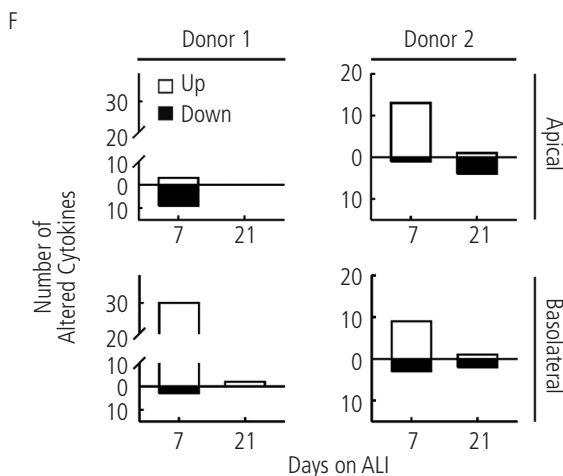 F
Donor 1
Donor 2
Up
Down
30
20
10
0
10
7
21
20
10
0
10
7
21
Apical
30
20
10
0
10
7
21
20
10
0
10
7
21
Basolateral
Number of
Altered Cytokines
Days on ALI